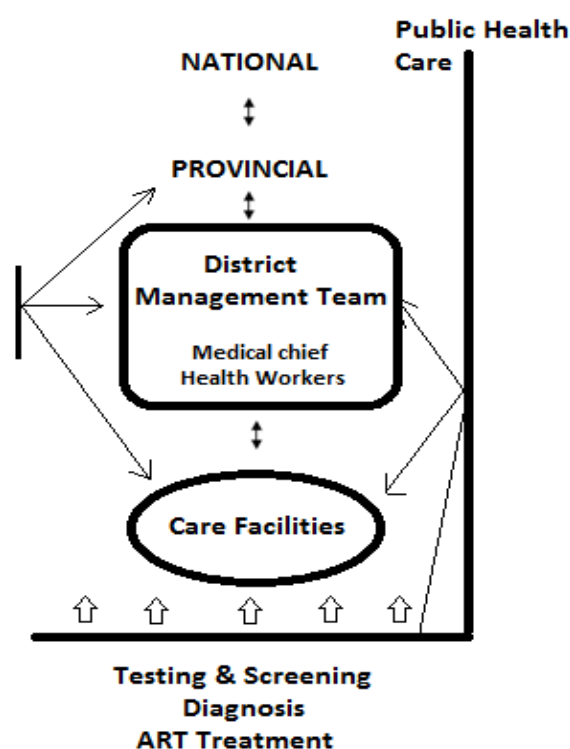 Public Health
Care
NATIONAL
PROVINCIAL
District
Management Team
Medical chief
Health Workers
Care Facilities
Testing & Screening
Diagnosis
ART Treatment